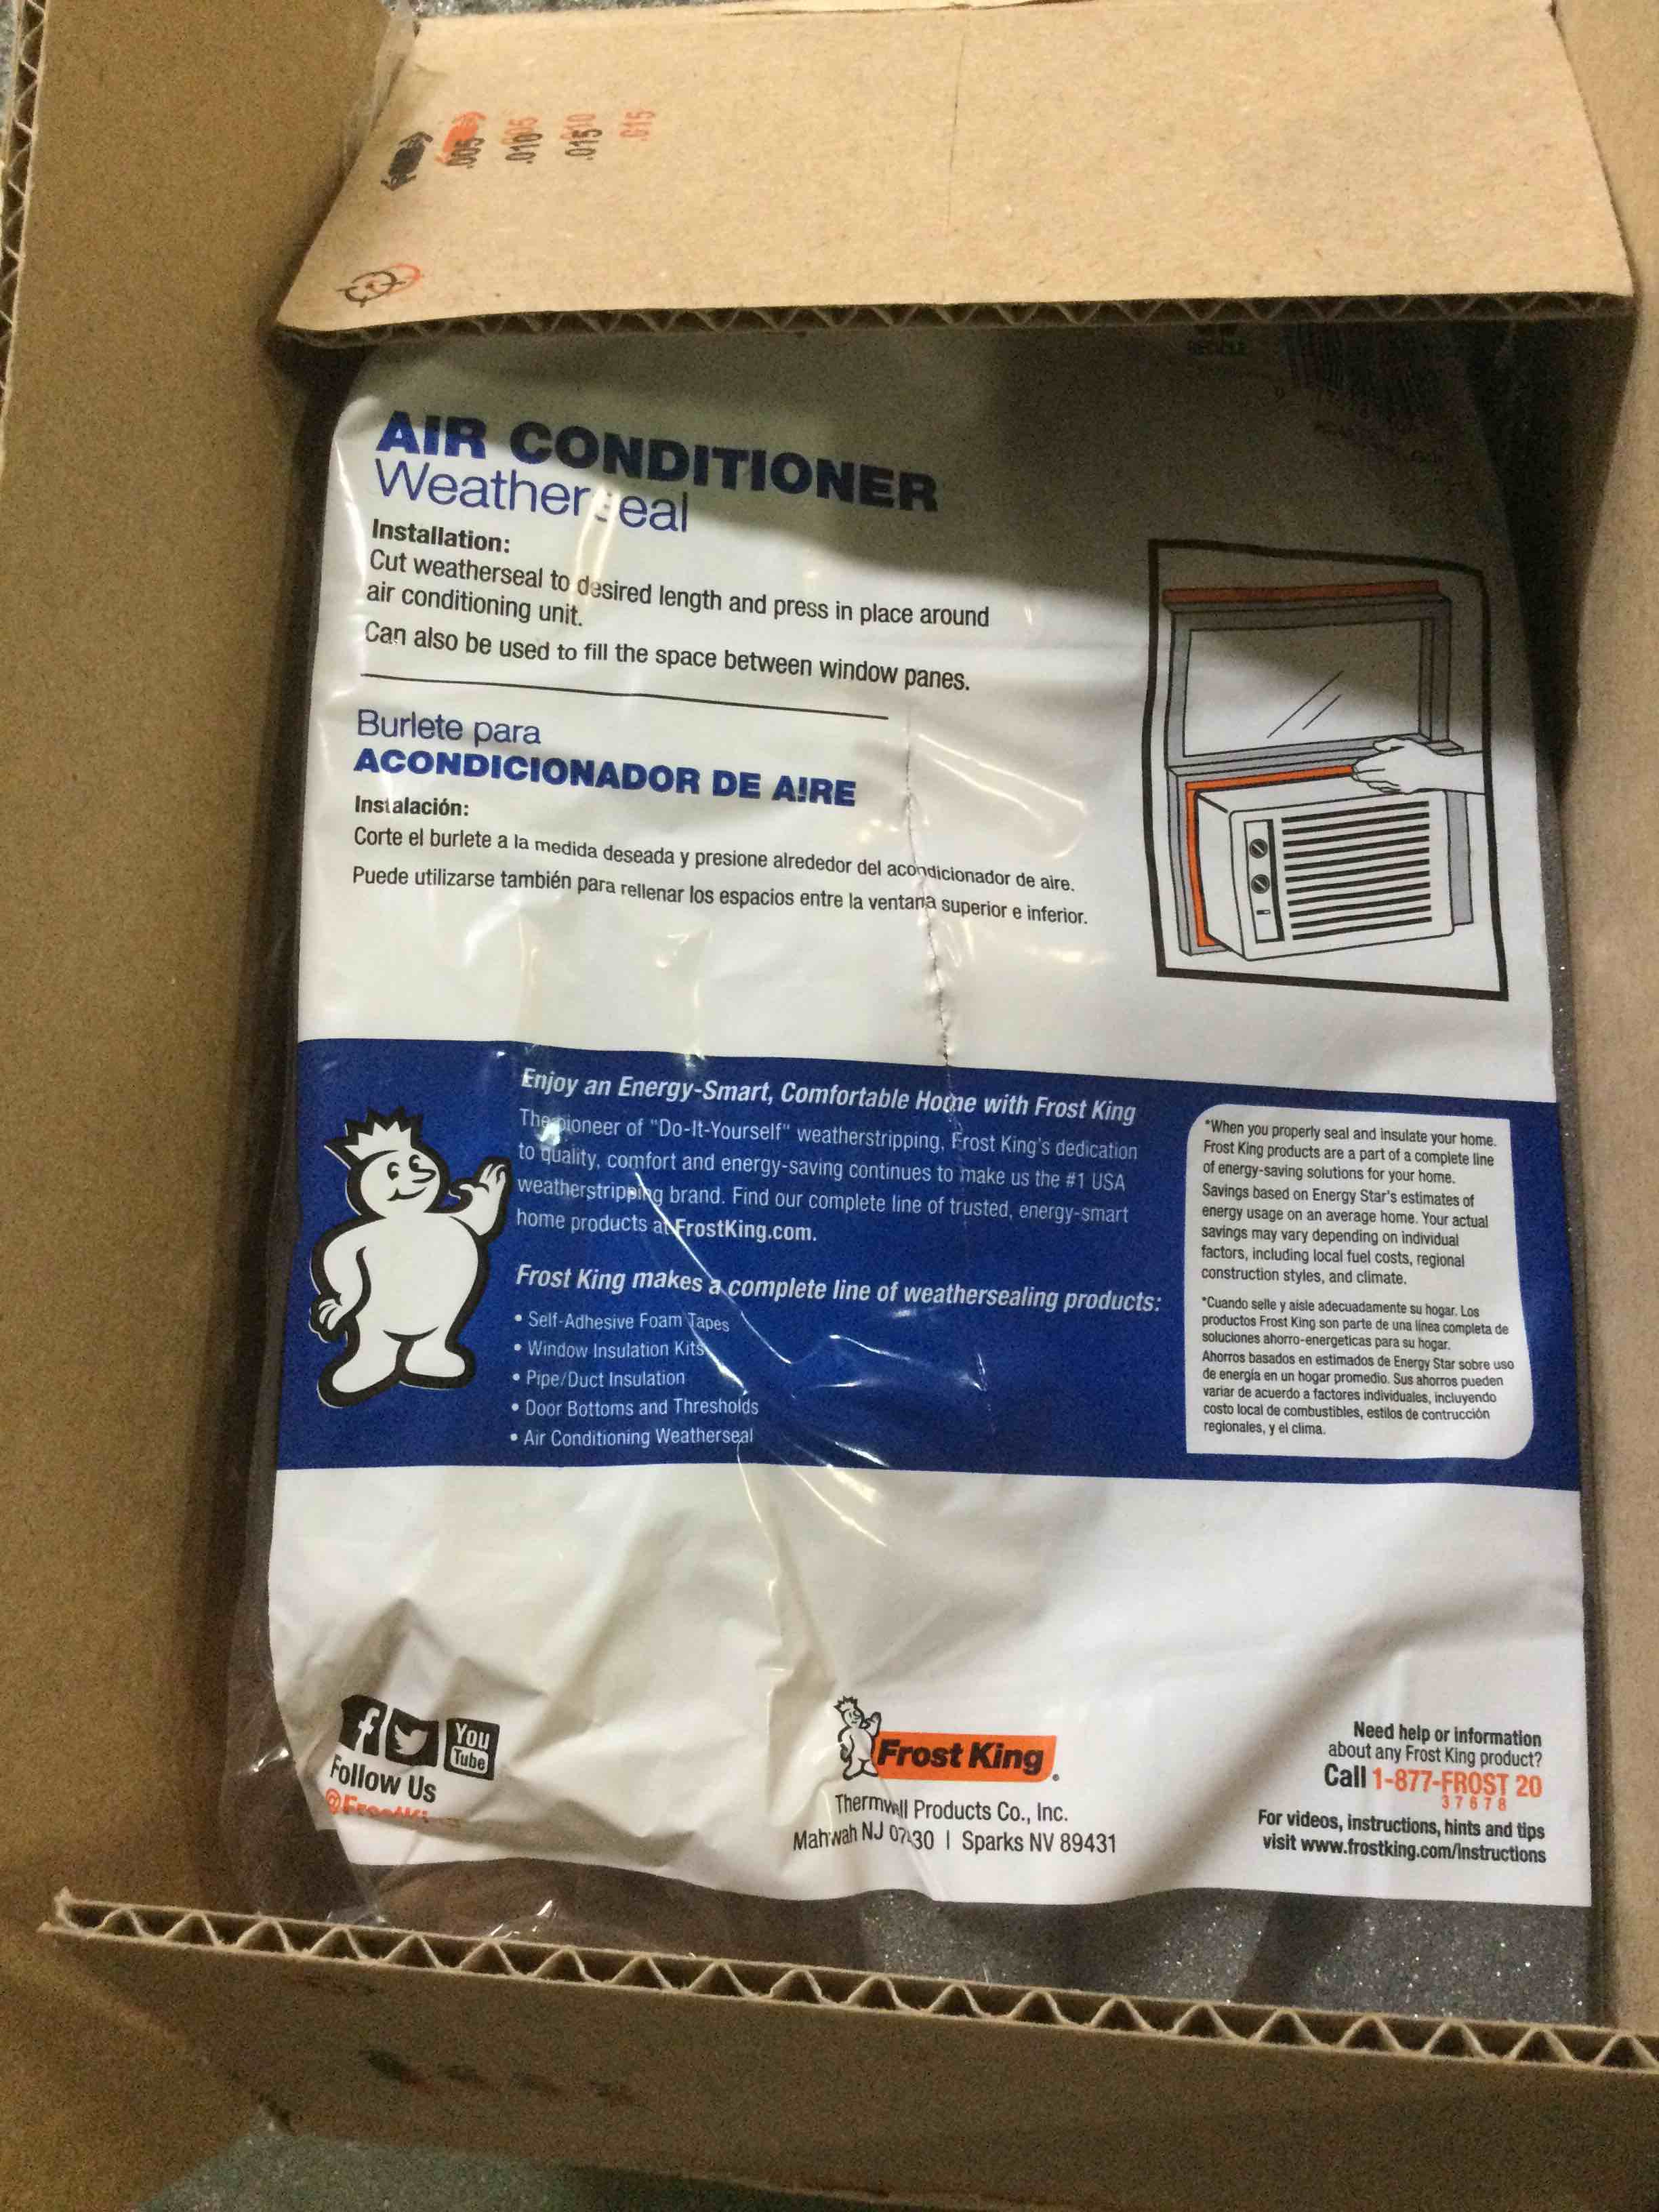 .005
.010
.015
.015
AIR CONDITIONER
Weatherseal
Installation:
Cut weatherseal to desired length and press in place around
air conditioning unit.
Can also be used to fill the space between window panes.
Burlete para
ACONDICIONADOR DE AIRE
Instalación:
Corte el burlete a la medida deseada y presione alrededor del acondicionador de aire.
Puede utilizarse también para rellenar los espacios entre la ventana superior e inferior.
Enjoy an Energy-Smart, Comfortable Home with Frost King
The pioneer of "Do-It-Yourself" weatherstripping, Frost King's dedication
to quality, comfort and energy-saving continues to make us the #1 USA
weatherstripping brand. Find our complete line of trusted, energy-smart
home products at FrostKing.com.
Frost King makes a complete line of weathersealing products:
• Self-Adhesive Foam Tapes
• Window Insulation Kits
• Pipe/Duct Insulation
• Door Bottoms and Thresholds
• Air Conditioning Weatherseal
*When you properly seal and insulate your home.
Frost King products are a part of a complete line
of energy-saving solutions for your home.
Savings based on Energy Star's estimates of
energy usage on an average home. Your actual
savings may vary depending on individual
factors, including local fuel costs, regional
construction styles, and climate.
*Cuando selle y aisle adecuadamente su hogar. Los
productos Frost King son parte de una línea completa de
soluciones ahorro-energeticas para su hogar.
Ahorros basados en estimados de Energy Star sobre uso
de energía en un hogar promedio. Sus ahorros pueden
variar de acuerdo a factores individuales, incluyendo
costo local de combustibles, estilos de contrucción
regionales, y el clima.
You
Tube
Follow Us
Frost King
Thermwell Products Co., Inc.
Mahwah NJ 07430 | Sparks NV 89431
Need help or information
about any Frost King product?
Call 1-877-FROST 20
37678
For videos, instructions, hints and tips
visit www.frostking.com/instructions